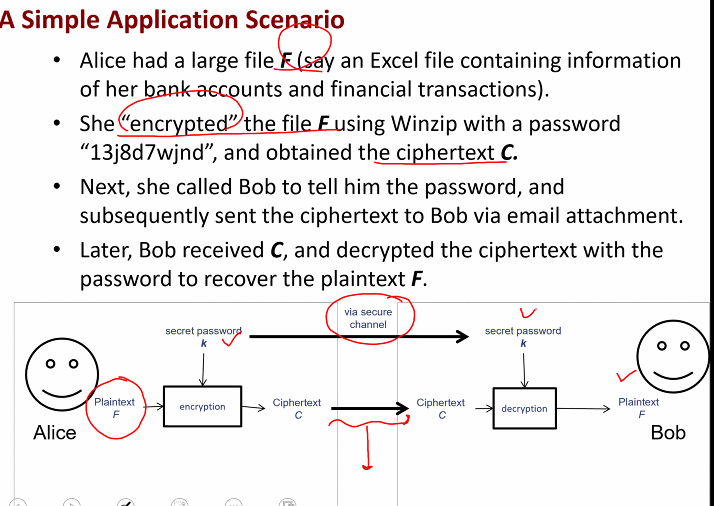 A Simple Application Scenario
• Alice had a large file F (say an Excel file containing information
of her bank accounts and financial transactions).
• She “encrypted” the file F using Winzip with a password
“13j8d7wjnd”, and obtained the ciphertext C.
• Next, she called Bob to tell him the password, and
subsequently sent the ciphertext to Bob via email attachment.
• Later, Bob received C, and decrypted the ciphertext with the
password to recover the plaintext F.
via secure
channel
secret password
k
secret password
k
Plaintext
F
encryption
Ciphertext
C
Ciphertext
C
decryption
Plaintext
F
Alice
Bob